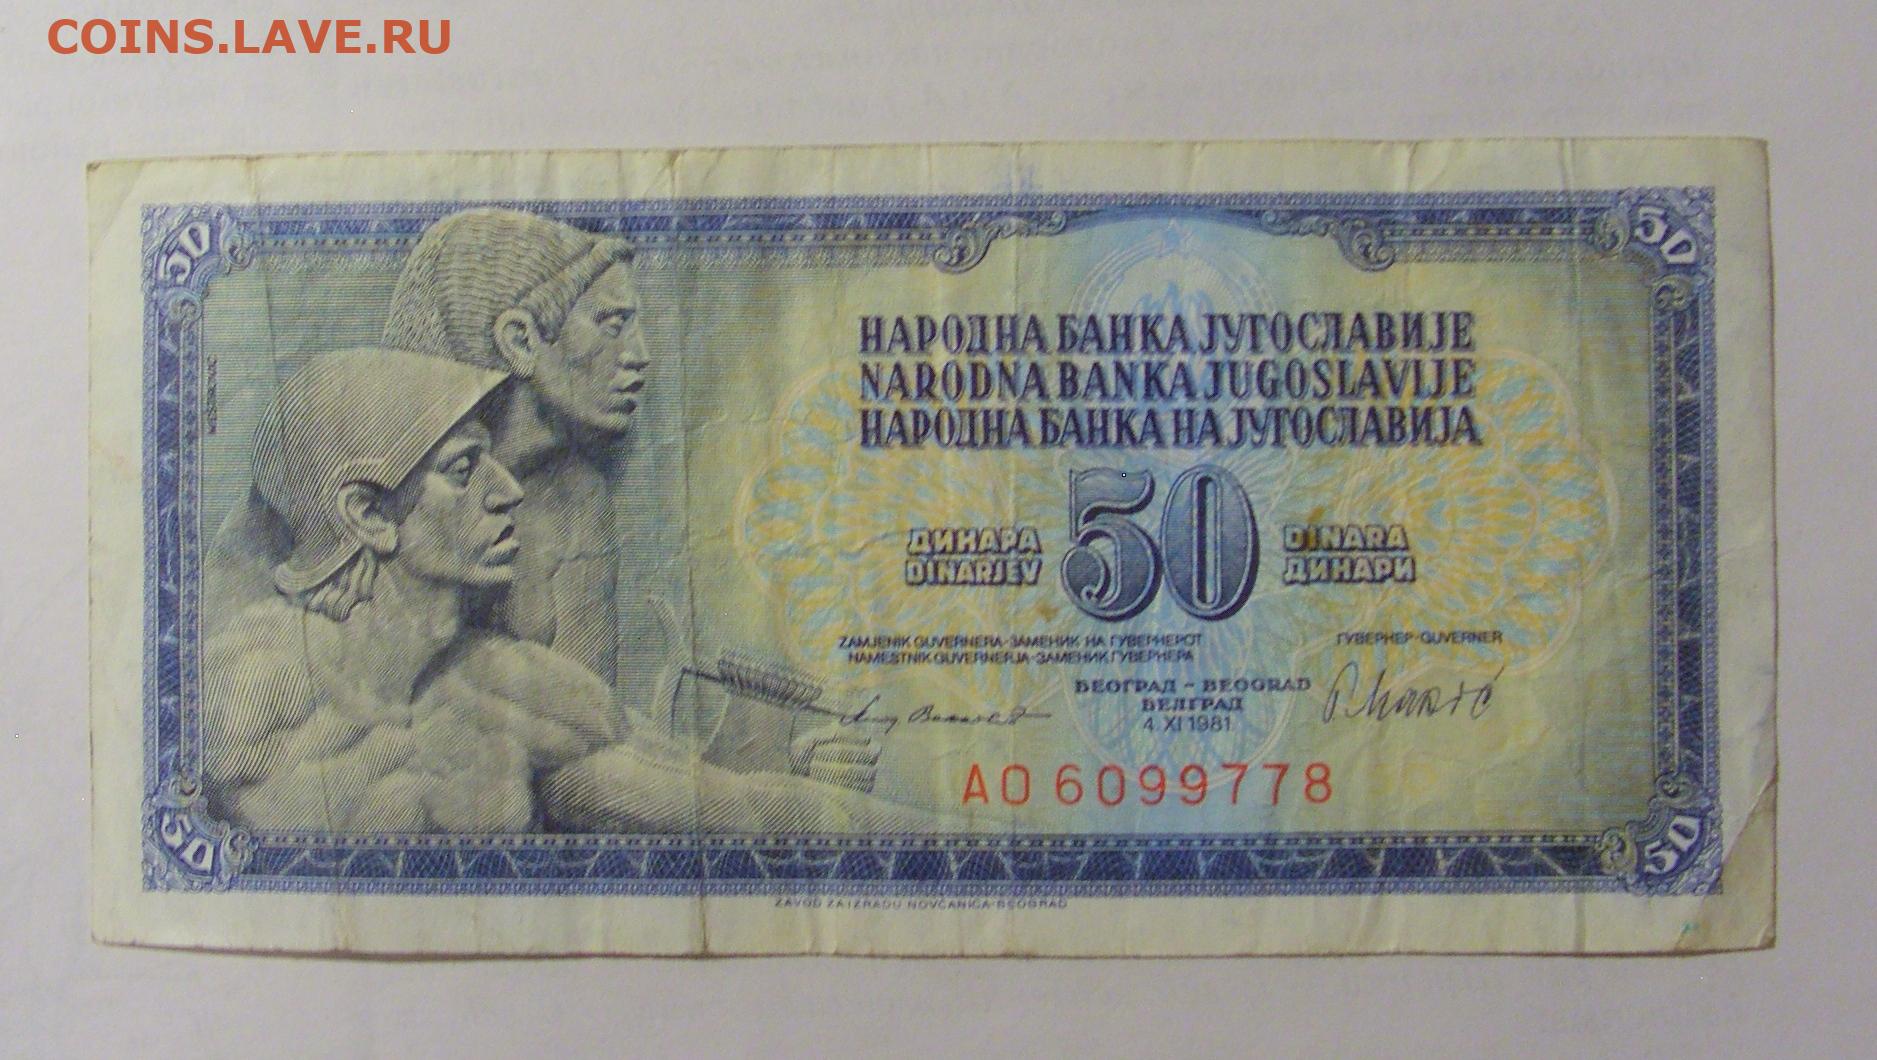 COINS.LAVE.RU
50
50
НАРОДНА БАНКА ЈУГОСЛАВИЈЕ
NARODNA BANKA JUGOSLAVIJE
НАРОДНА БАНКА НА ЈУГОСЛАВИЈА
ДИНАРА 50 DINARA
DINARJEV ДИНАРИ
ZAMJENIK GUVERNERA-ЗАМЕНИК НА ГУВЕРНЕРОТ ГУВЕРНЕР-GUVERNER
NAMESTNIK GUVERNERJA-ЗАМЕНИК ГУВЕРНЕРА
БЕОГРАД - BEOGRAD
БЕЛГРАД
4. XI 1981.
AO 6099778
50
50
ZAVOD ZA IZRADU NOVČANICA-BEOGRAD